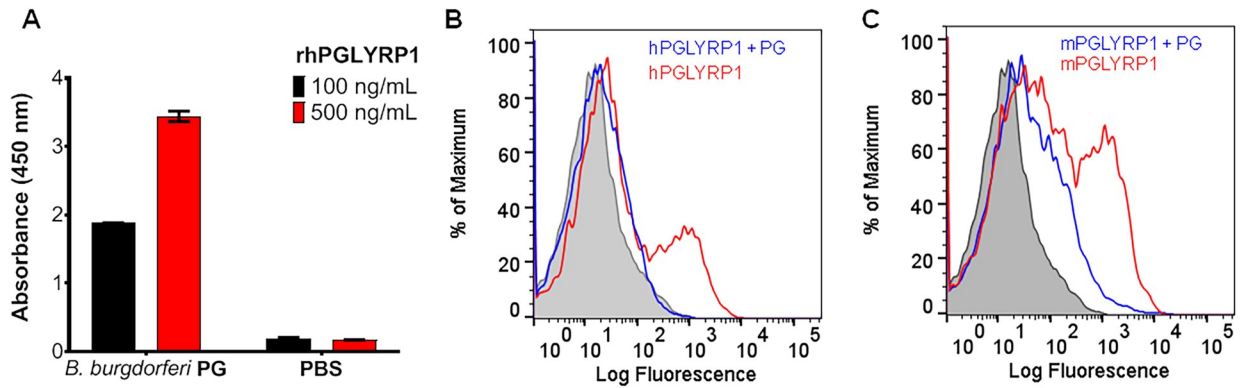 A
rhPGLYRP1
100 ng/mL
500 ng/mL
Absorbance (450 nm)
4
3
2
1
0
B. burgdorferi PG
PBS
B
hPGLYRP1 + PG
hPGLYRP1
% of Maximum
100
80
60
40
20
0
10^0 10^1 10^2 10^3 10^4 10^5
Log Fluorescence
C
mPGLYRP1 + PG
mPGLYRP1
% of Maximum
100
80
60
40
20
0
10^0 10^1 10^2 10^3 10^4 10^5
Log Fluorescence